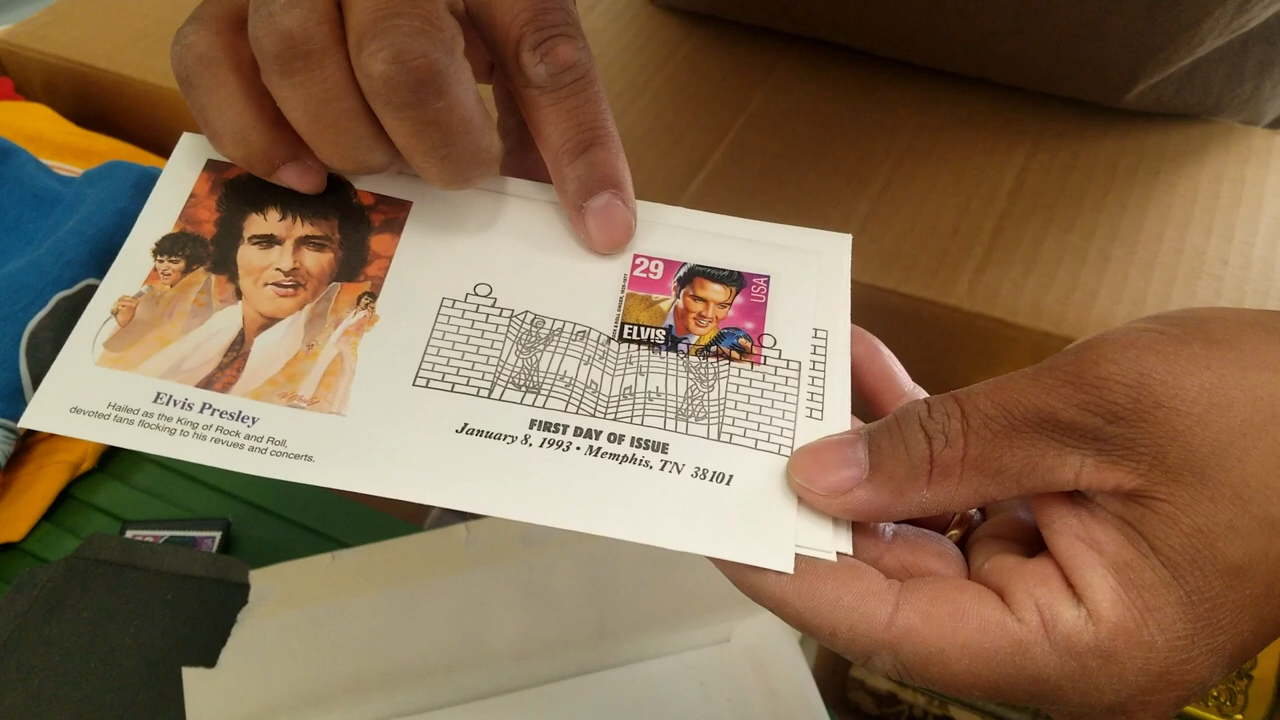 Elvis Presley
Hailed as the King of Rock and Roll,
devoted fans flocking to his revues and concerts.
29
USA
ELVIS
FIRST DAY OF ISSUE
January 8, 1993 • Memphis, TN 38101